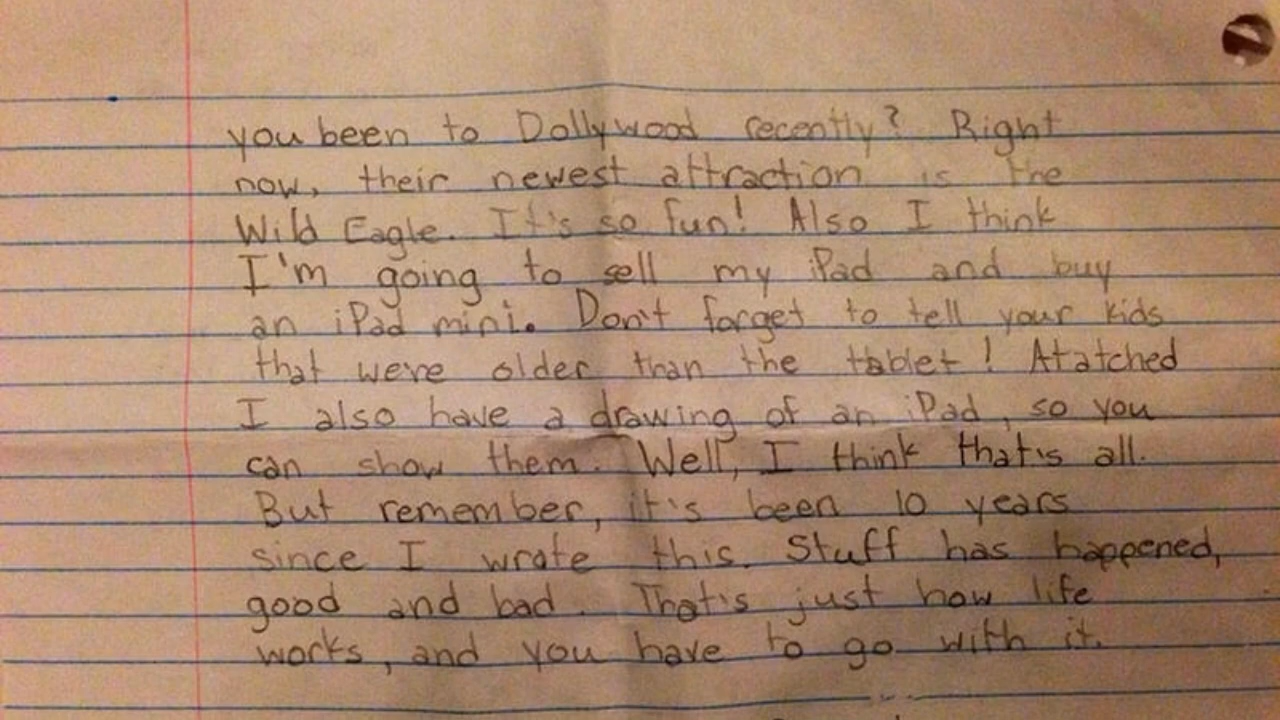 you been to Dollywood recently? Right
now, their newest attraction is the
Wild Eagle. It's so fun! Also I think
I'm going to sell my iPad and buy
an iPad mini. Don't forget to tell your kids
that we're older than the tablet! Atatched
I also have a drawing of an iPad, so you
can show them. Well, I think that's all.
But remember, it's been 10 years
since I wrote this. Stuff has happened,
good and bad. That's just how life
works, and you have to go with it.